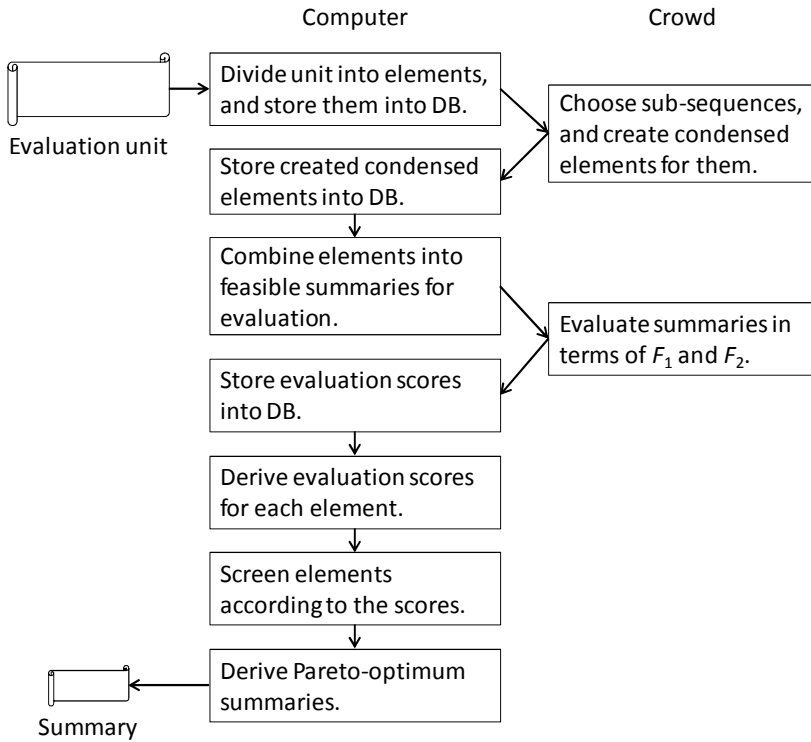 Computer
Crowd
Divide unit into elements,
and store them into DB.
Evaluation unit
Choose sub-sequences,
and create condensed
elements for them.
Store created condensed
elements into DB.
Combine elements into
feasible summaries for
evaluation.
Evaluate summaries in
terms of F₁ and F₂.
Store evaluation scores
into DB.
Derive evaluation scores
for each element.
Screen elements
according to the scores.
Derive Pareto-optimum
summaries.
Summary